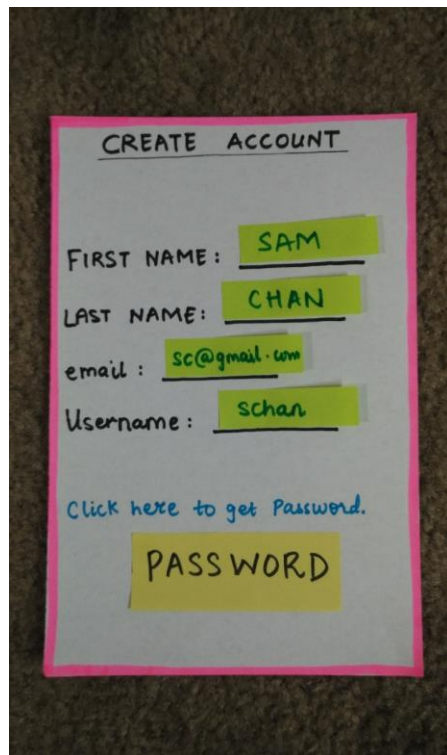 CREATE ACCOUNT
FIRST NAME: SAM
LAST NAME: CHAN
email: sc@gmail.com
Username: schan
Click here to get Password.
PASSWORD